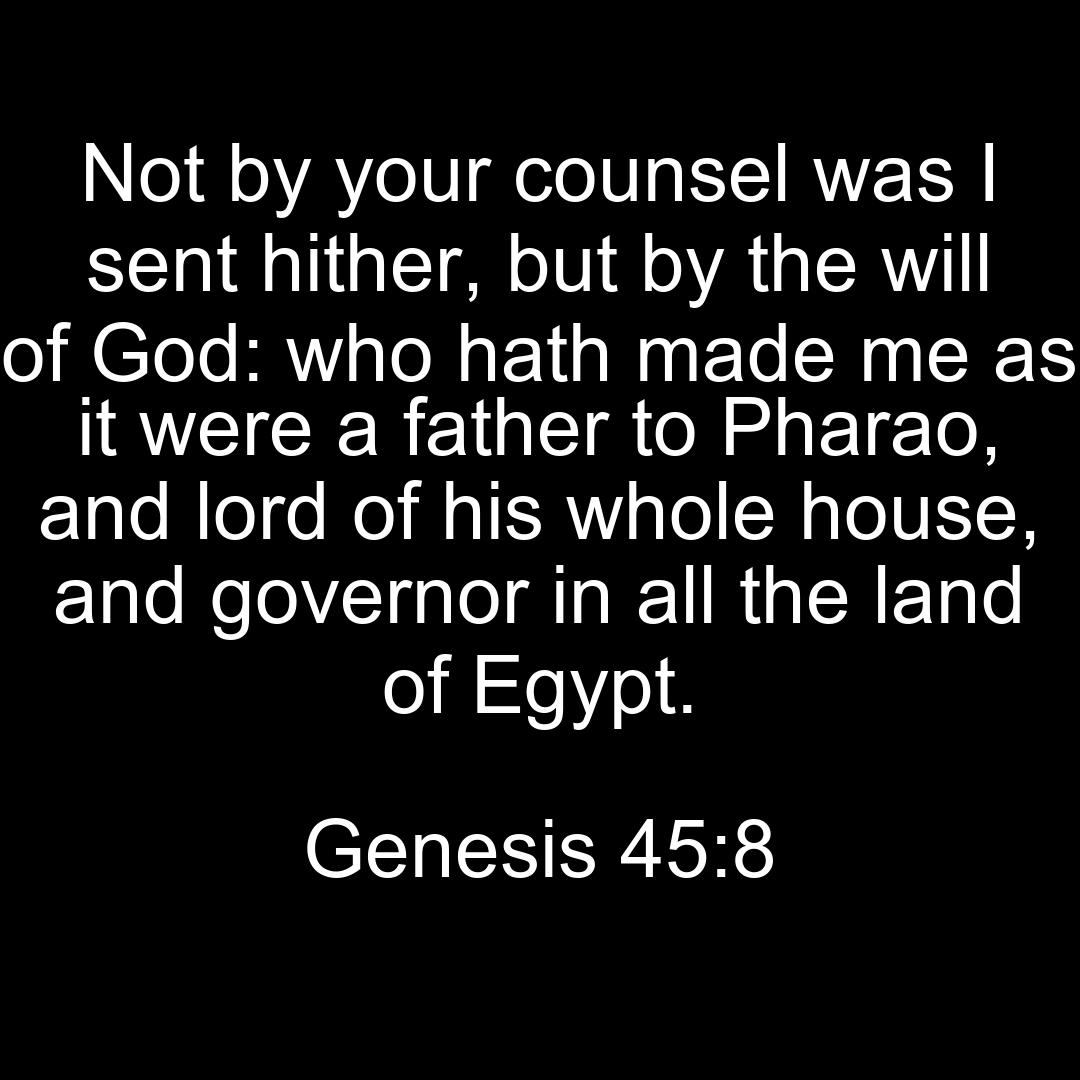 Not by your counsel was I
sent hither, but by the will
of God: who hath made me as
it were a father to Pharao,
and lord of his whole house,
and governor in all the land
of Egypt.
Genesis 45:8